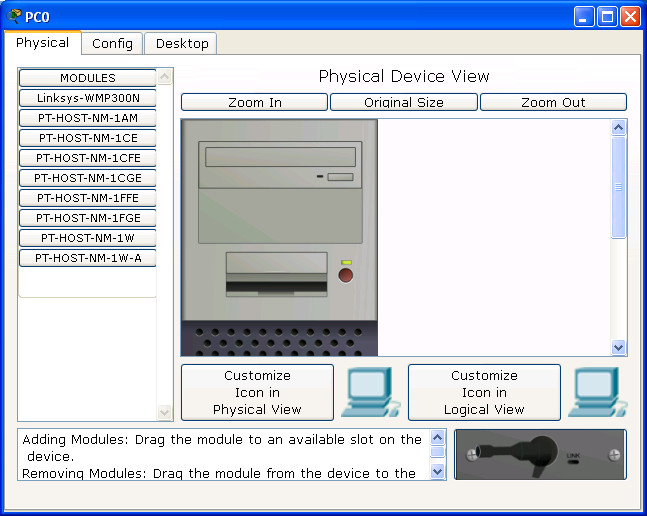 PC0
Physical
Config
Desktop
MODULES
Linksys-WMP300N
PT-HOST-NM-1AM
PT-HOST-NM-1CE
PT-HOST-NM-1CFE
PT-HOST-NM-1CGE
PT-HOST-NM-1FFE
PT-HOST-NM-1FGE
PT-HOST-NM-1W
PT-HOST-NM-1W-A
Physical Device View
Zoom In
Original Size
Zoom Out
Customize
Icon in
Physical View
Customize
Icon in
Logical View
Adding Modules: Drag the module to an available slot on the
device.
Removing Modules: Drag the module from the device to the
LINK